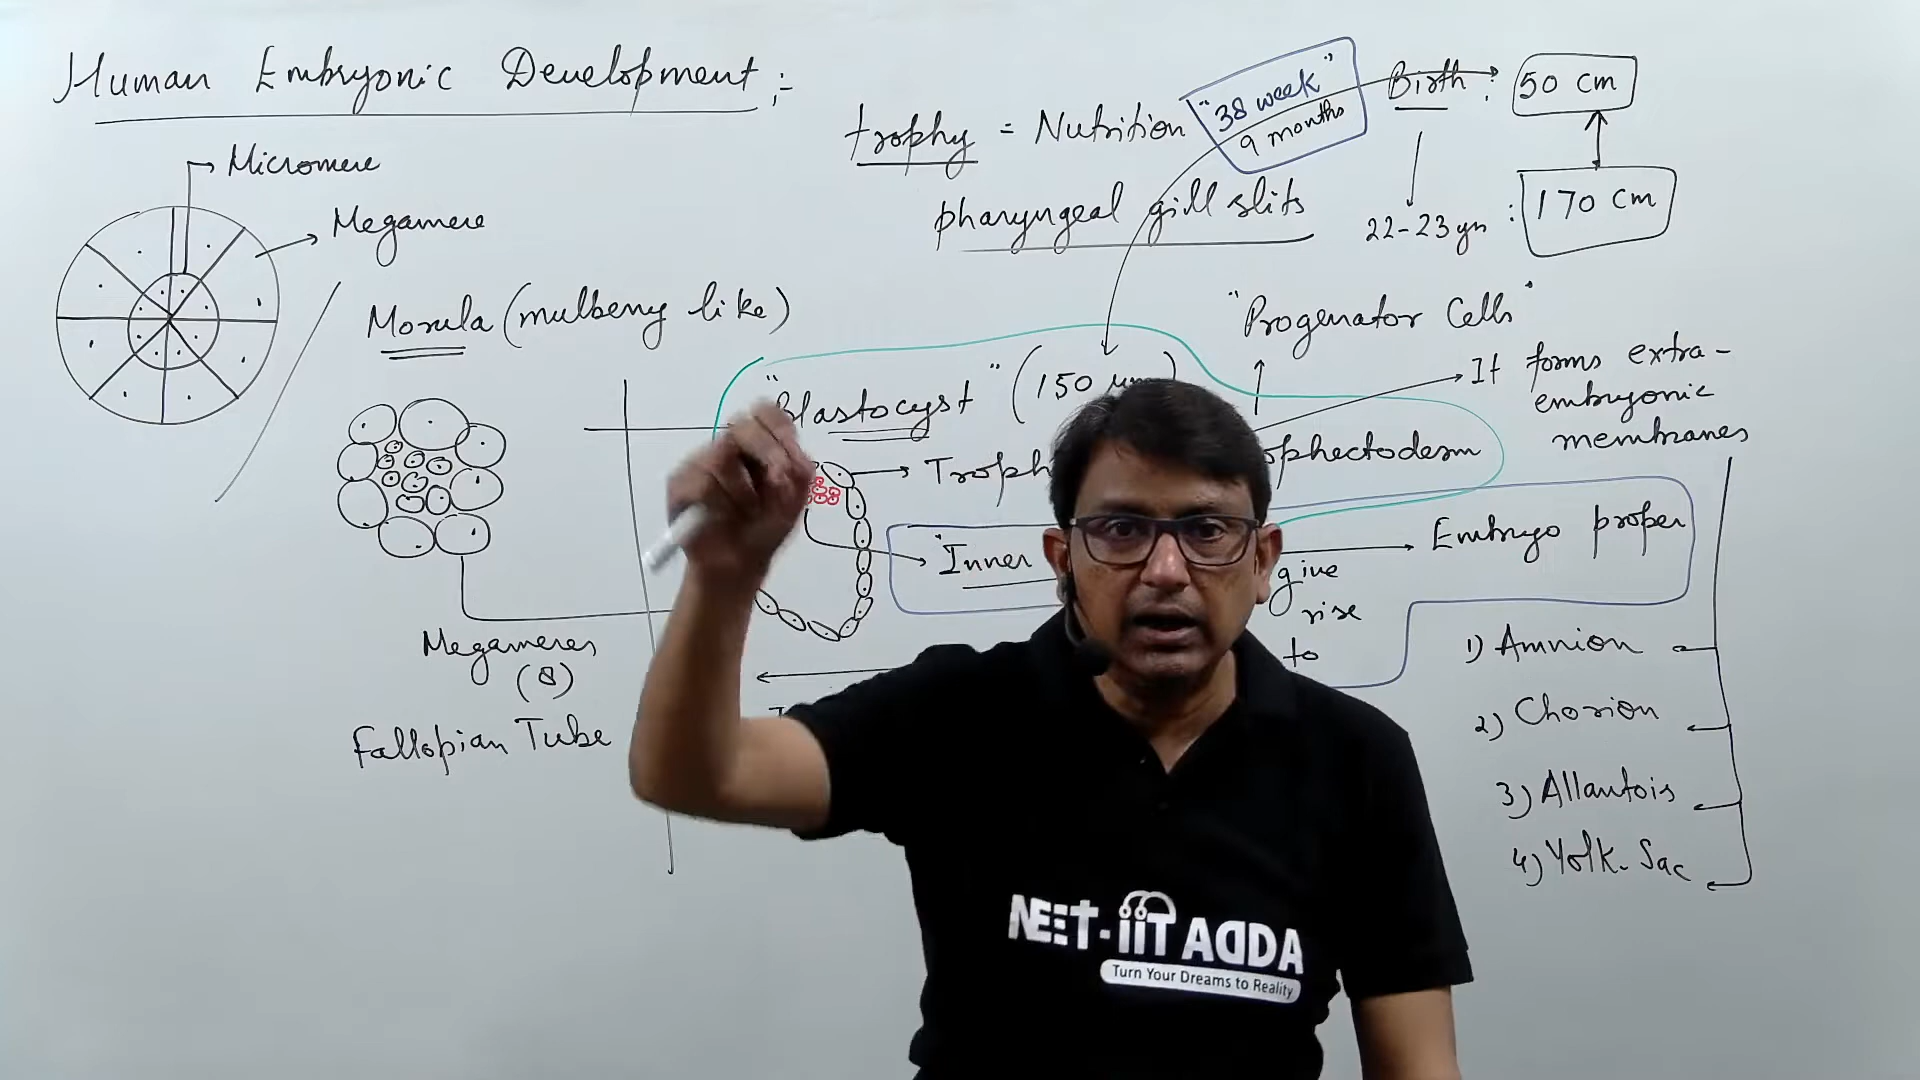 Human Embryonic Development :-
Micromere
Megamere
trophy = Nutrition
"38 week"
9 months
Birth :
50 cm
pharyngeal gill slits
22-23 yrs :
170 cm
Morula (mulberry like)
"Progenator Cells"
"Blastocyst" (150 μm)
It forms extra-
embryonic
membranes
Troph
ophectoderm
"Inner
give
rise
to
Embryo proper
Megameres
(8)
Fallopian Tube
1) Amnion
2) Chorion
3) Allantois
4) Yolk-Sac
NEET-IIT ADDA
Turn Your Dreams to Reality